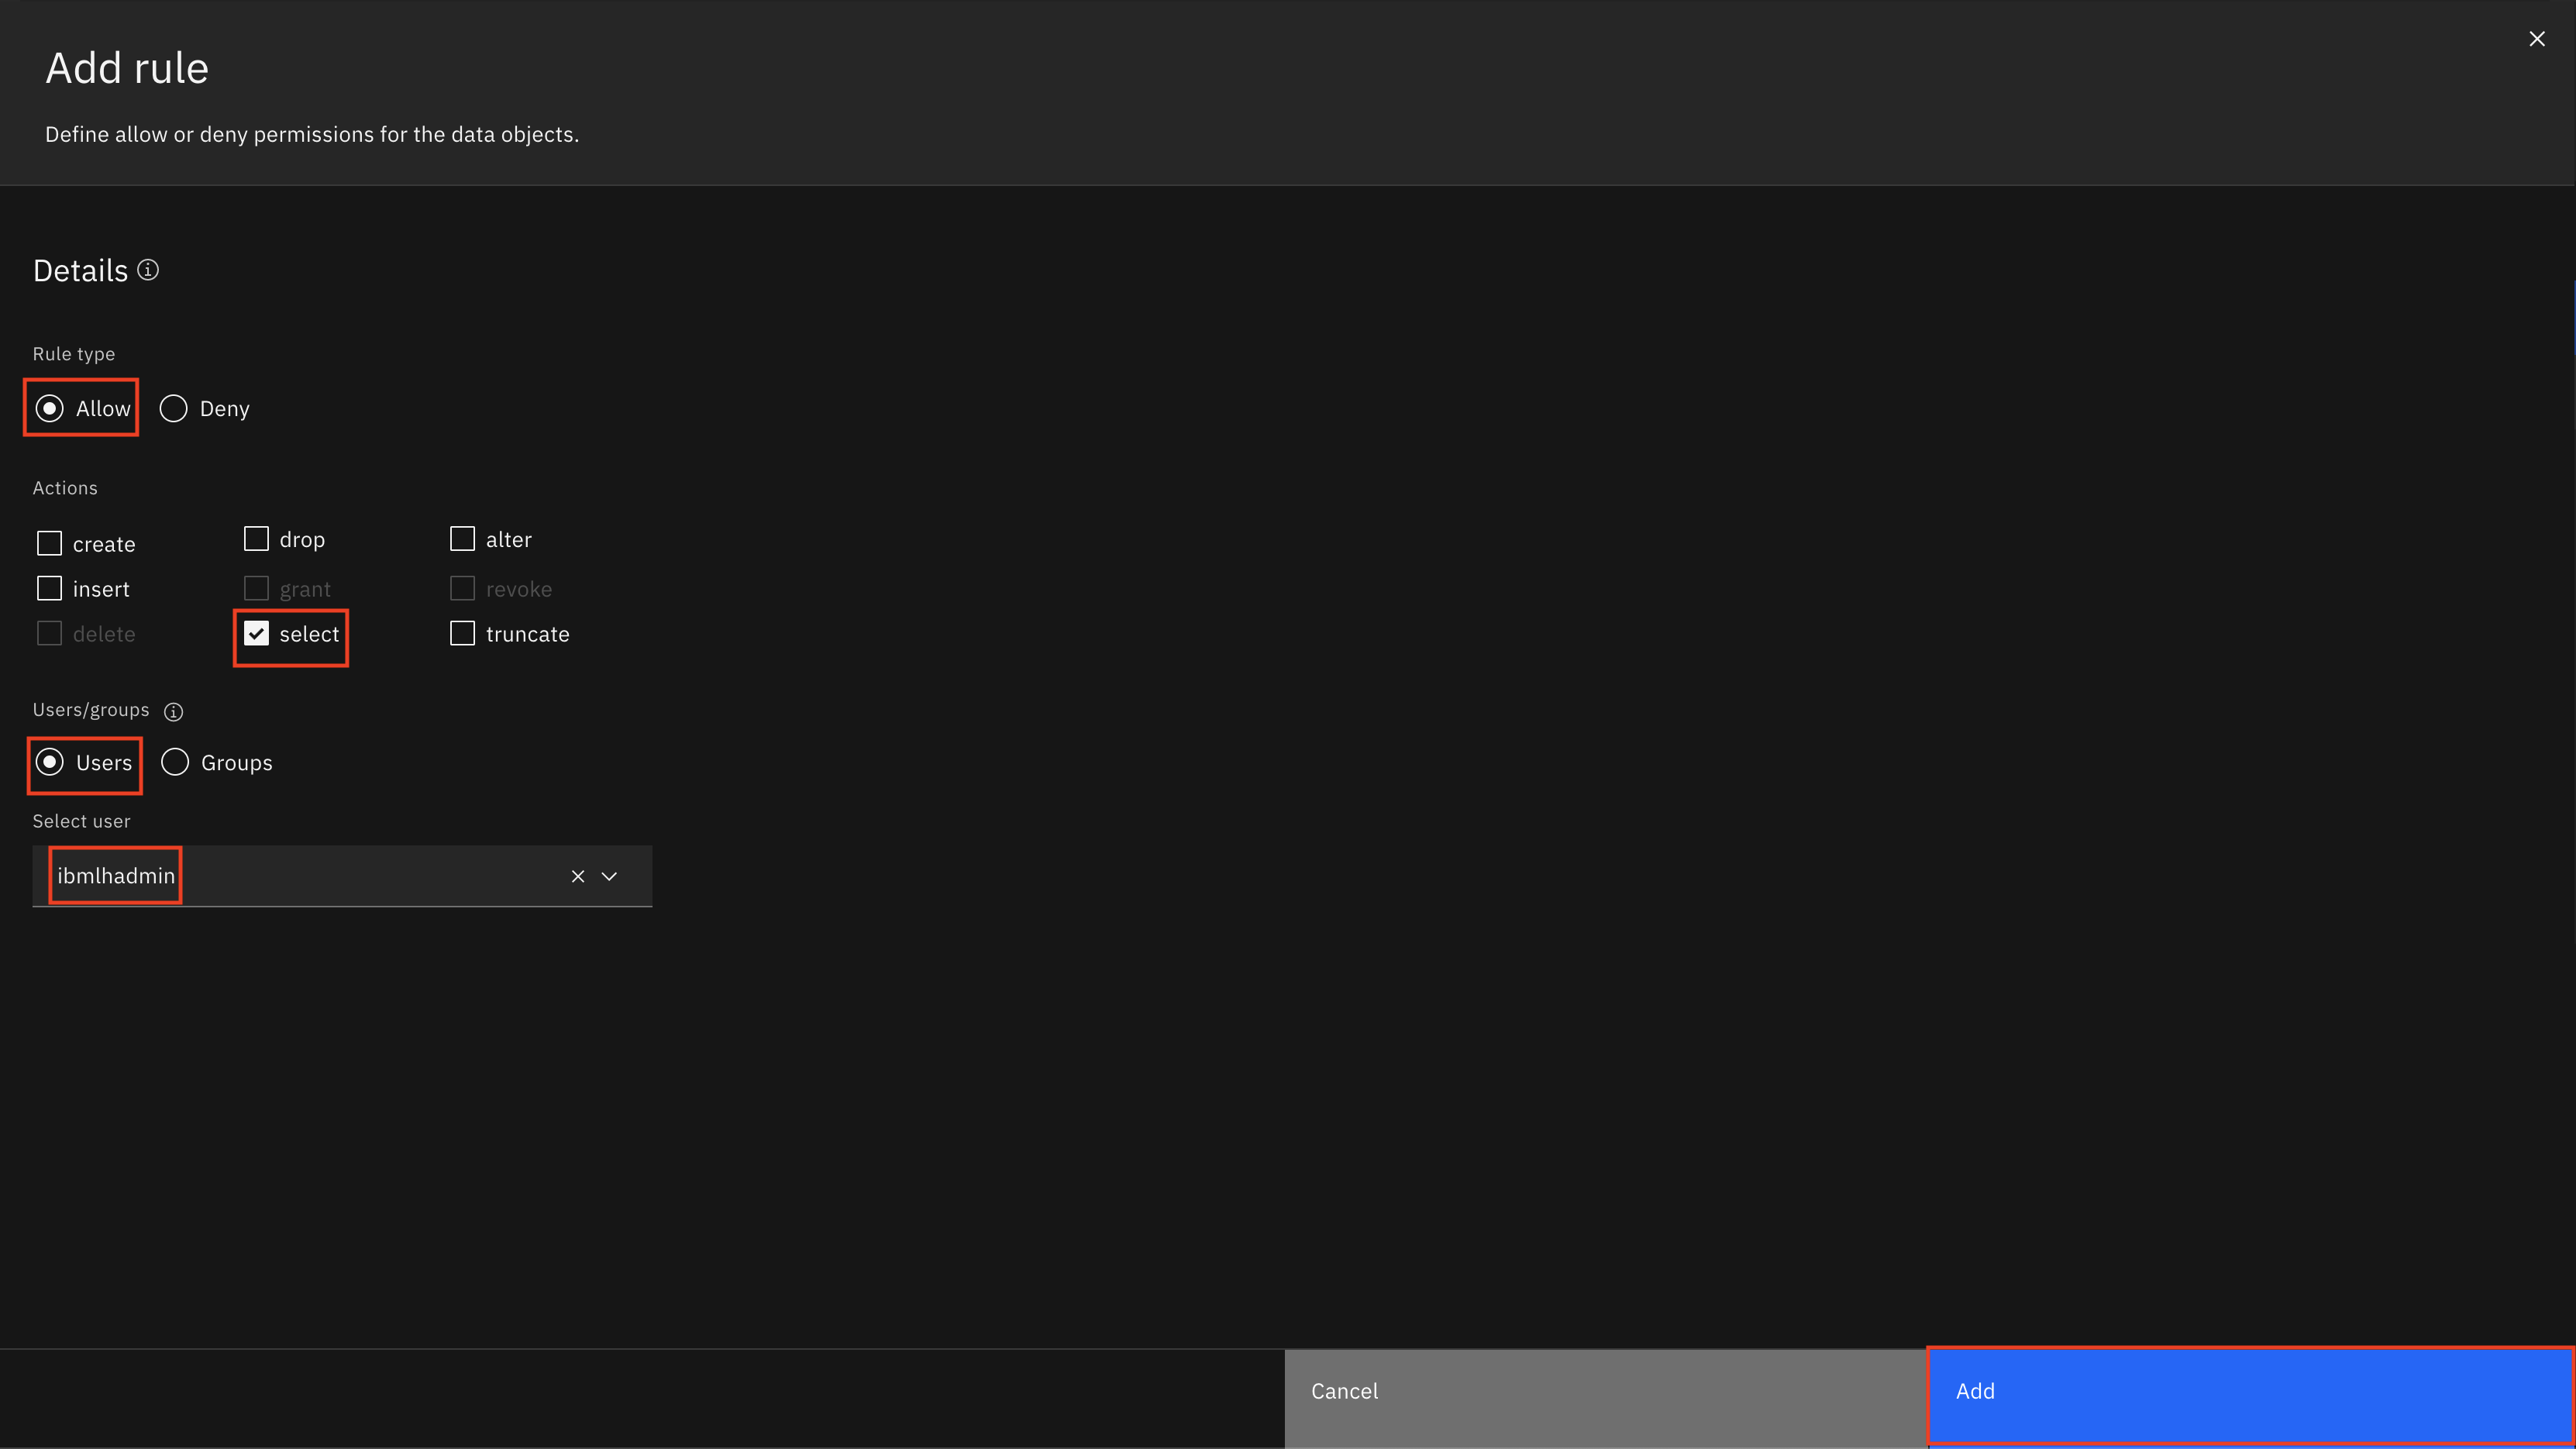 Add rule
Define allow or deny permissions for the data objects.
Details
Rule type
Allow Deny
Actions
create drop alter
insert grant revoke
delete select truncate
Users/groups
Users Groups
Select user
ibmlhadmin
Cancel Add